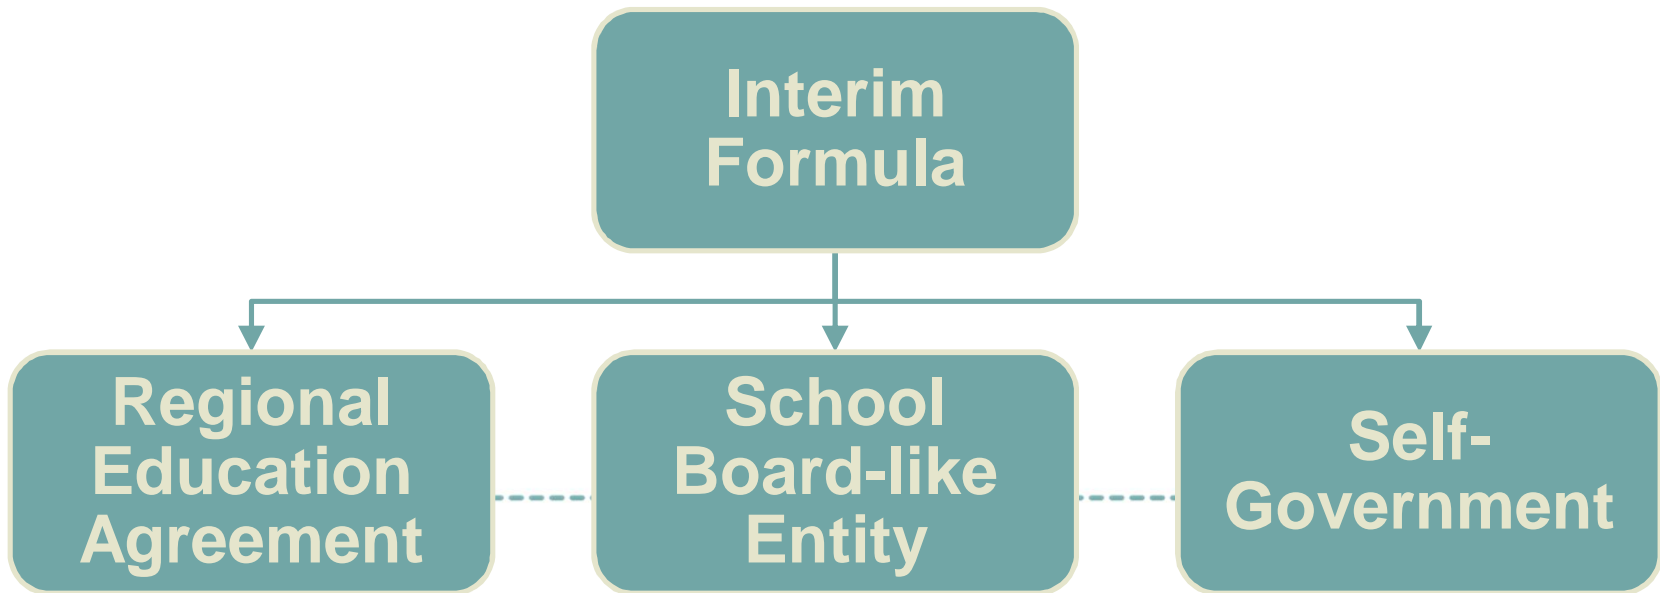 Interim
Formula
Regional
Education
Agreement
School
Board-like
Entity
Self-
Government